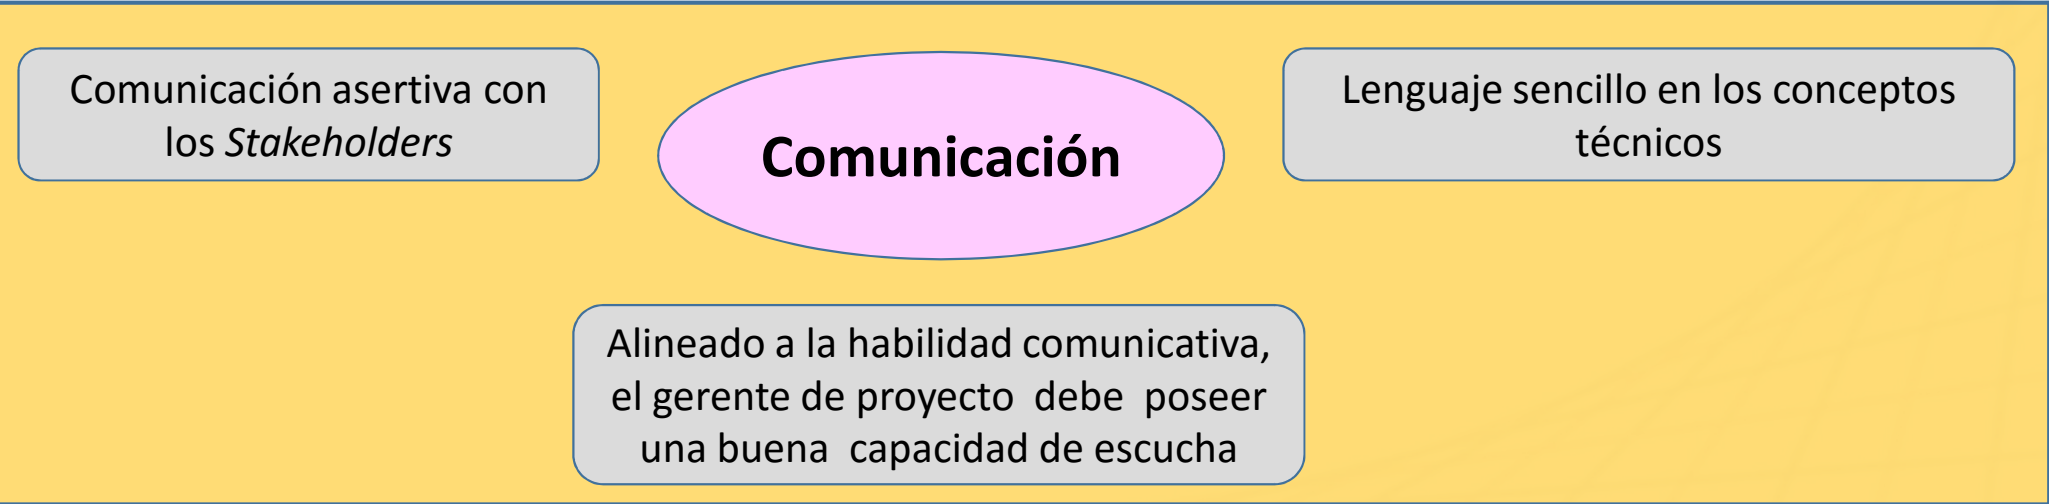 Comunicación asertiva con
los Stakeholders
Comunicación
Lenguaje sencillo en los conceptos
técnicos
Alineado a la habilidad comunicativa,
el gerente de proyecto  debe  poseer
una buena  capacidad de escucha